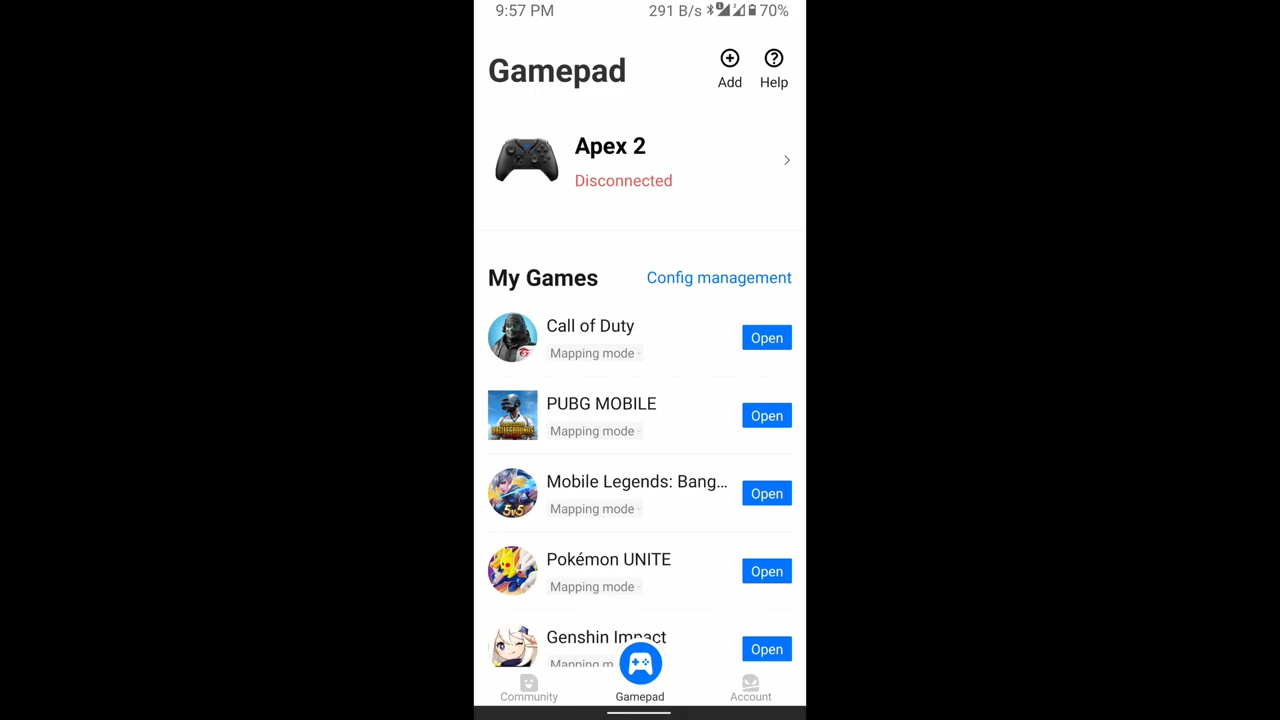 9:57 PM 291 B/s 70%
Gamepad
Add Help
Apex 2
Disconnected
My Games Config management
Call of Duty
Mapping mode
Open
PUBG MOBILE
Mapping mode
Open
Mobile Legends: Bang...
Mapping mode
Open
5v5
Pokémon UNITE
Mapping mode
Open
Genshin Impact
Mapping m
Open
Community Gamepad Account